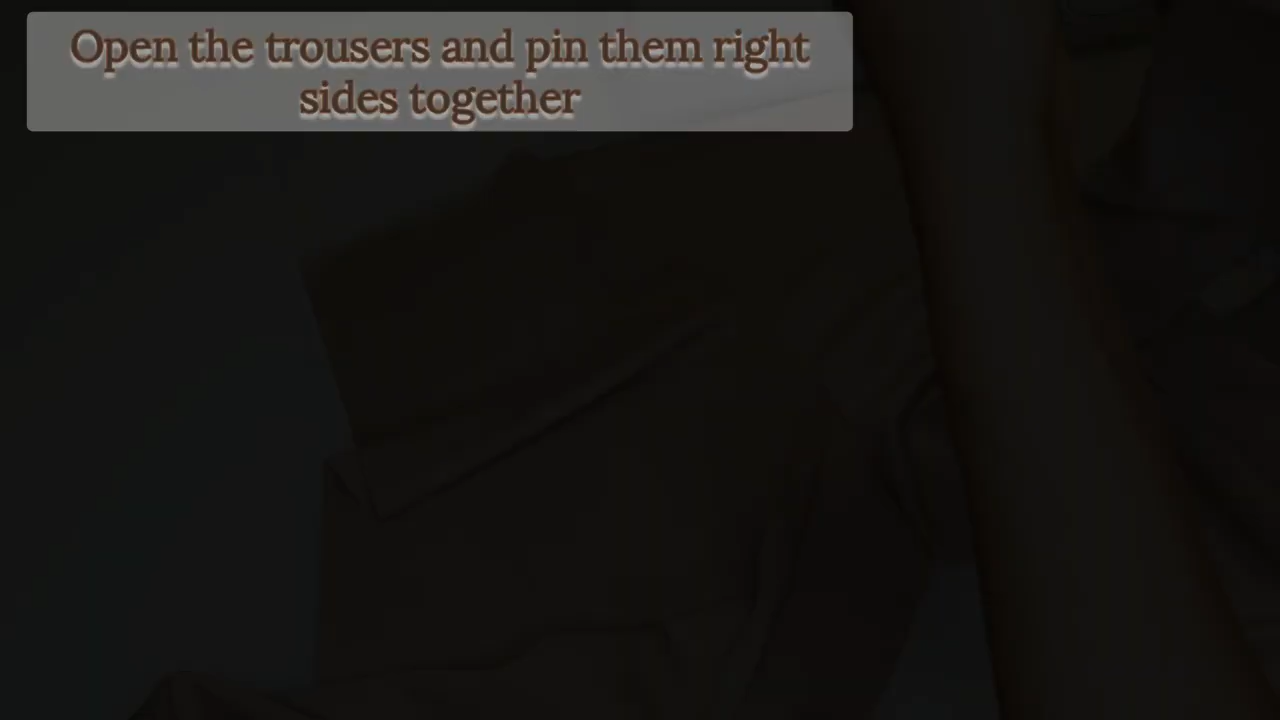 Open the trousers and pin them right
sides together